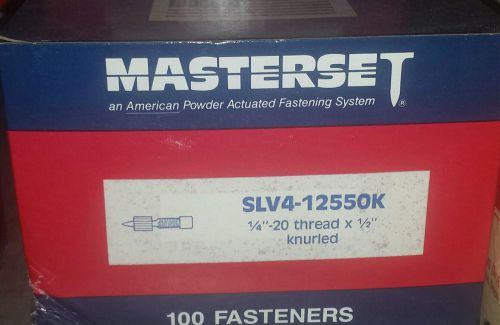 MASTERSET®
an American Powder Actuated Fastening System
SLV4-12550K
¼"-20 thread x ½"
knurled
100 FASTENERS